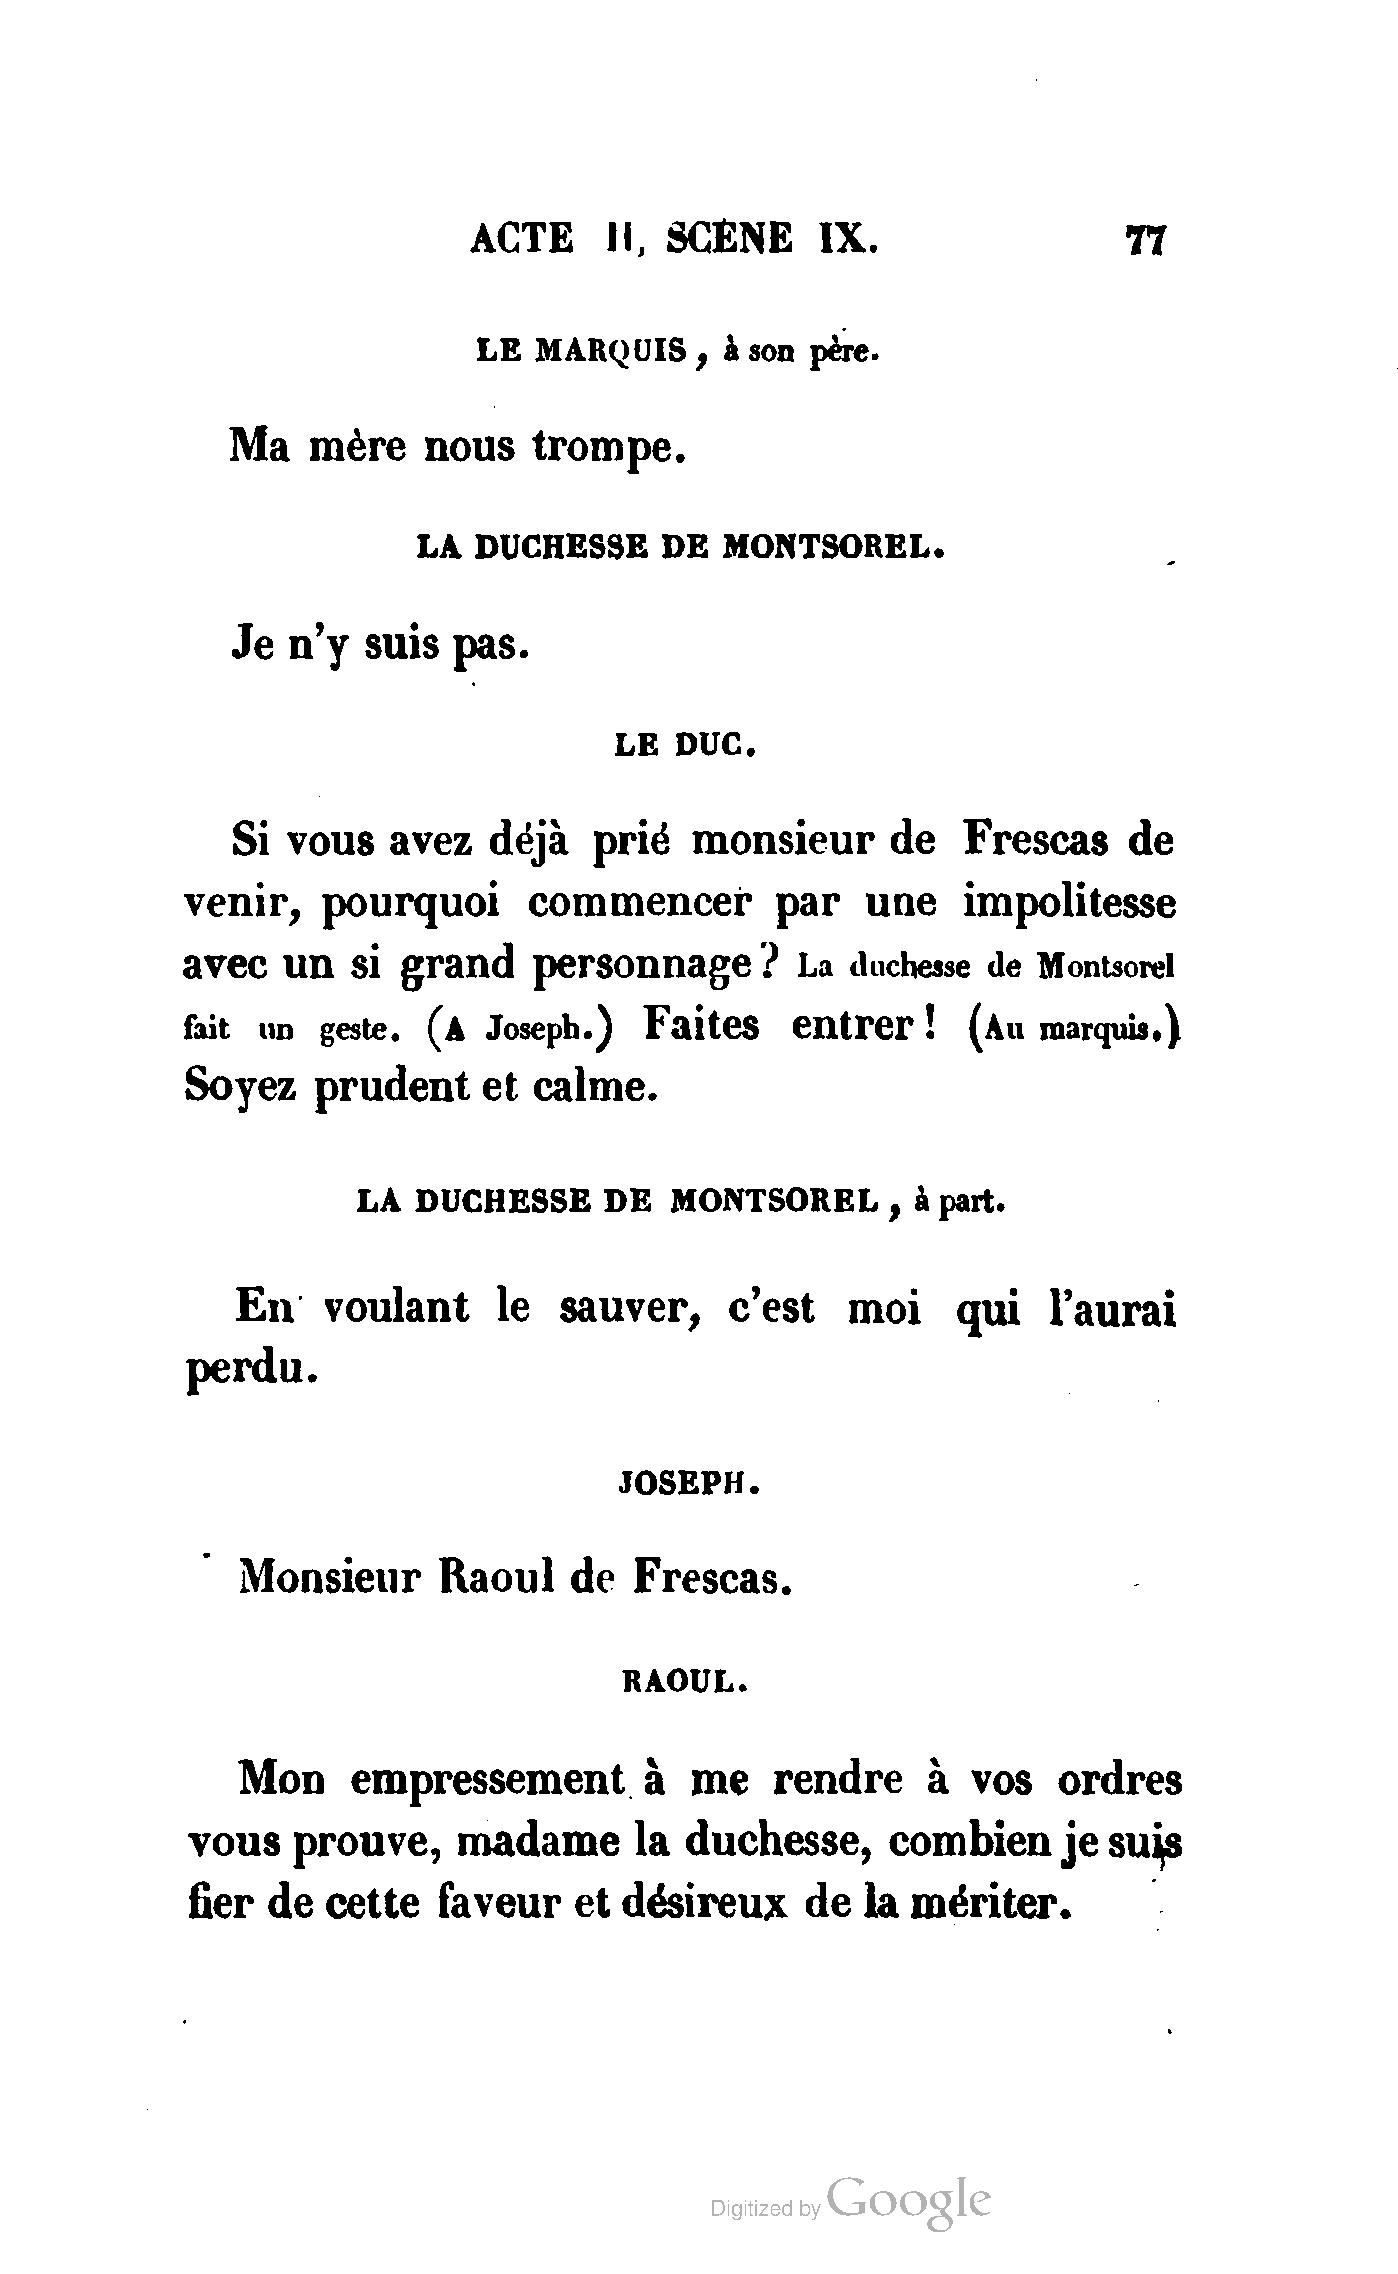 ACTE II, SCÈNE IX. 77
LE MARQUIS, à son père.
Ma mère nous trompe.
LA DUCHESSE DE MONTSOREL.
Je n'y suis pas.
LE DUC.
Si vous avez déjà prié monsieur de Frescas de
venir, pourquoi commencer par une impolitesse
avec un si grand personnage? La duchesse de Montsorel
fait un geste. (A Joseph.) Faites entrer! (Au marquis.)
Soyez prudent et calme.
LA DUCHESSE DE MONTSOREL, à part.
En voulant le sauver, c'est moi qui l'aurai
perdu.
JOSEPH.
Monsieur Raoul de Frescas.
RAOUL.
Mon empressement à me rendre à vos ordres
vous prouve, madame la duchesse, combien je suis
fier de cette faveur et désireux de la mériter.
Digitized by Google